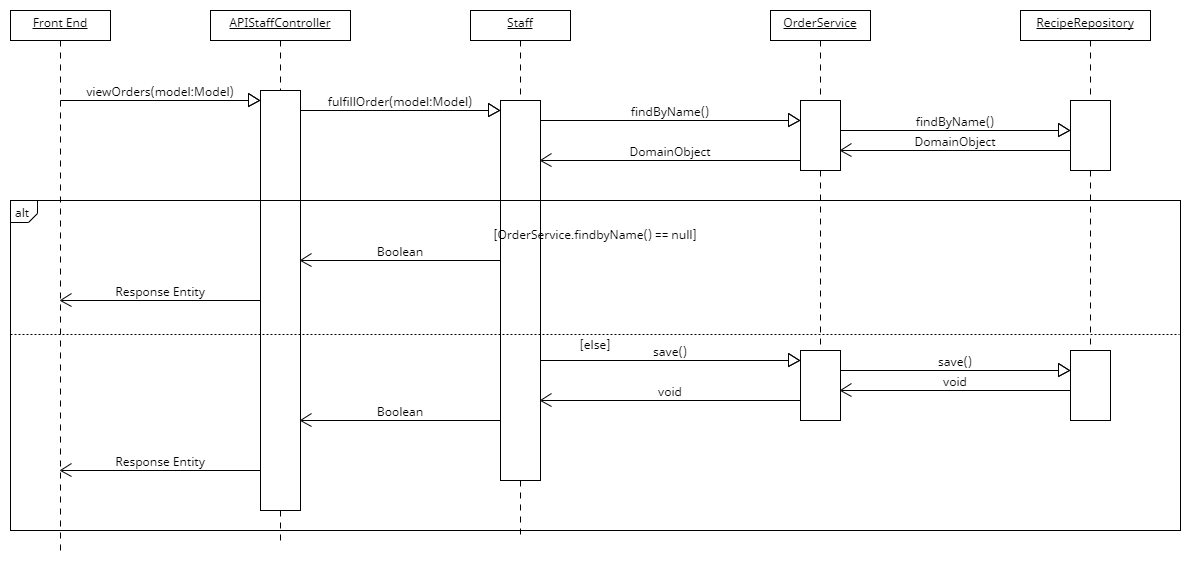 Front End
APIStaffController
Staff
OrderService
RecipeRepository
viewOrders(model:Model)
fulfillOrder(model:Model)
findByName()
findByName()
DomainObject
DomainObject
alt
[OrderService.findbyName() == null]
Boolean
Response Entity
[else]
save()
save()
void
void
Boolean
Response Entity